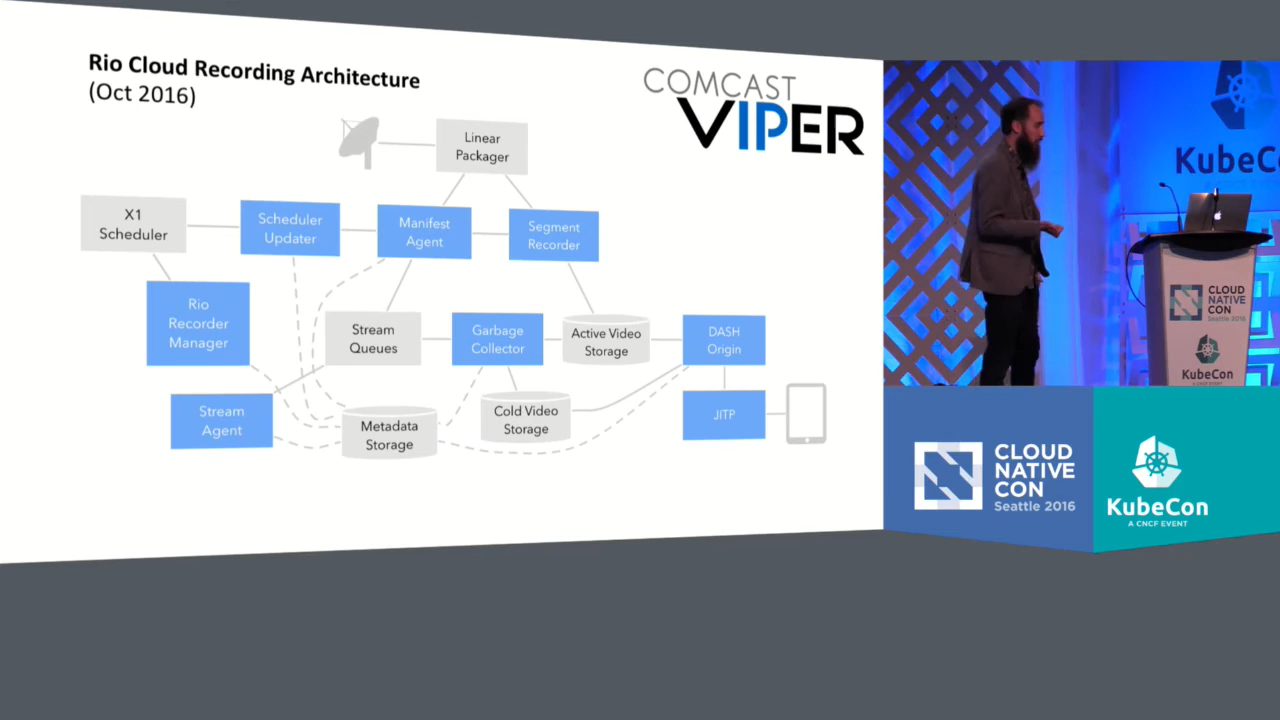 Rio Cloud Recording Architecture
(Oct 2016)
COMCAST
VIPER
Linear
Packager
X1
Scheduler
Scheduler
Updater
Manifest
Agent
Segment
Recorder
Rio
Recorder
Manager
Stream
Queues
Garbage
Collector
Active Video
Storage
DASH
Origin
Stream
Agent
Metadata
Storage
Cold Video
Storage
JITP
KubeC
CLOUD
NATIVE
CON
Seattle 2016
KubeCon
A CNCF EVENT
CLOUD
NATIVE
CON
Seattle 2016
KubeCon
A CNCF EVENT